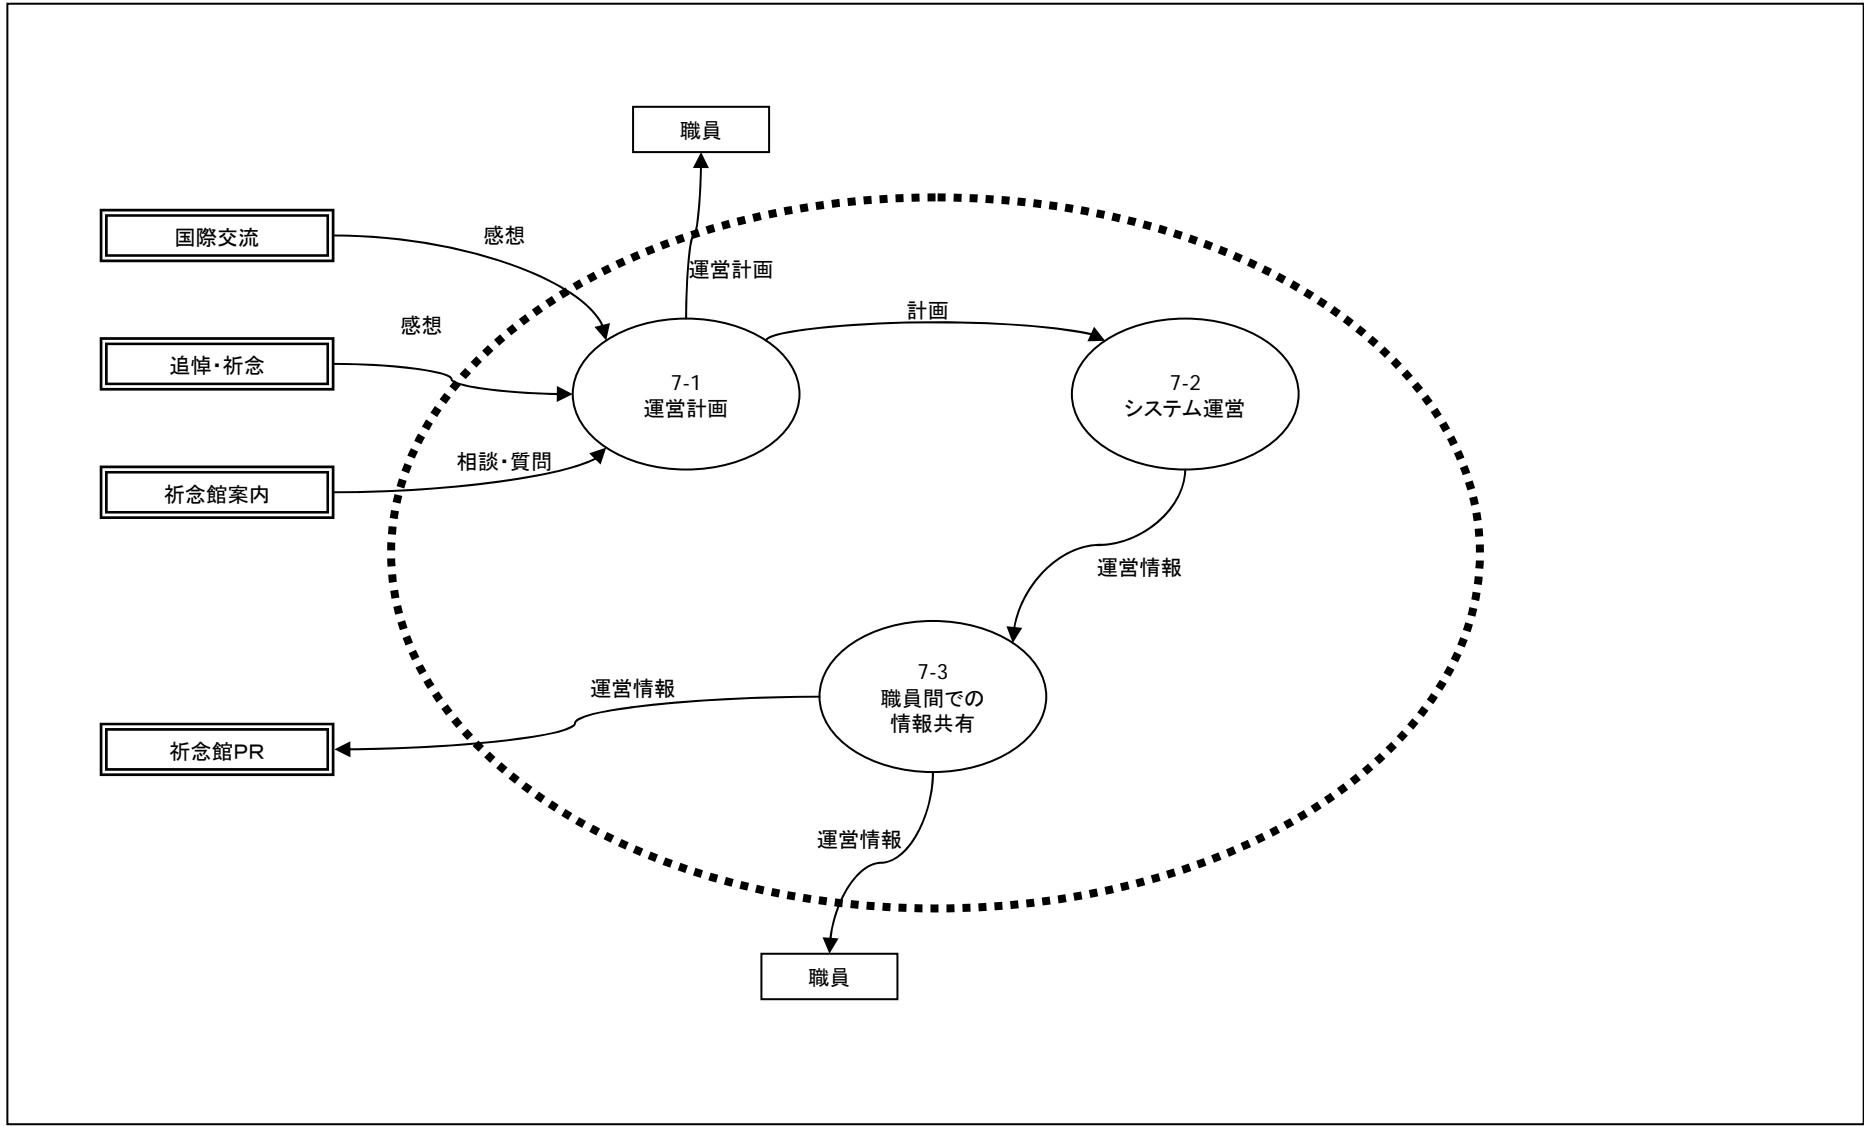 職員
国際交流
感想
運営計画
計画
感想
追悼・祈念
7-1
運営計画
7-2
システム運営
相談・質問
祈念館案内
運営情報
7-3
職員間での
情報共有
運営情報
祈念館PR
運営情報
職員